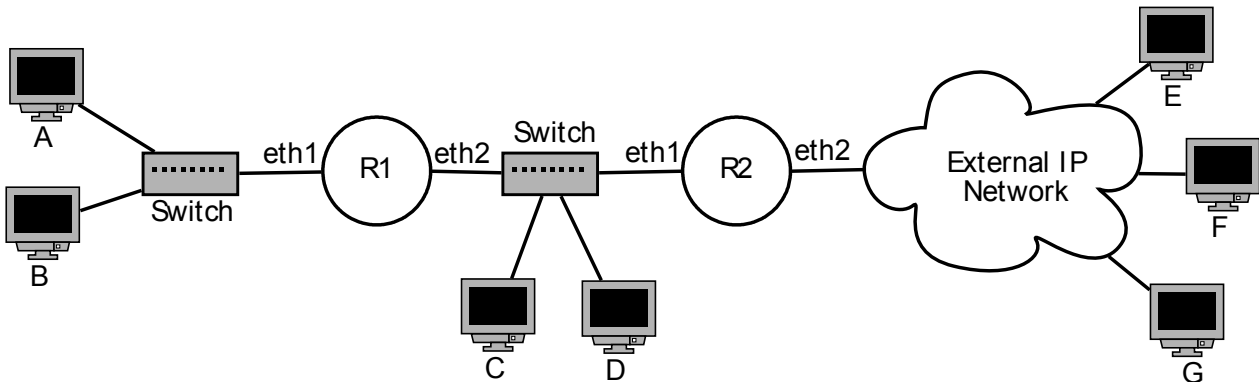 E
A
Switch
eth1
R1
eth2
eth1
R2
eth2
External IP
Network
B
Switch
F
C
D
G